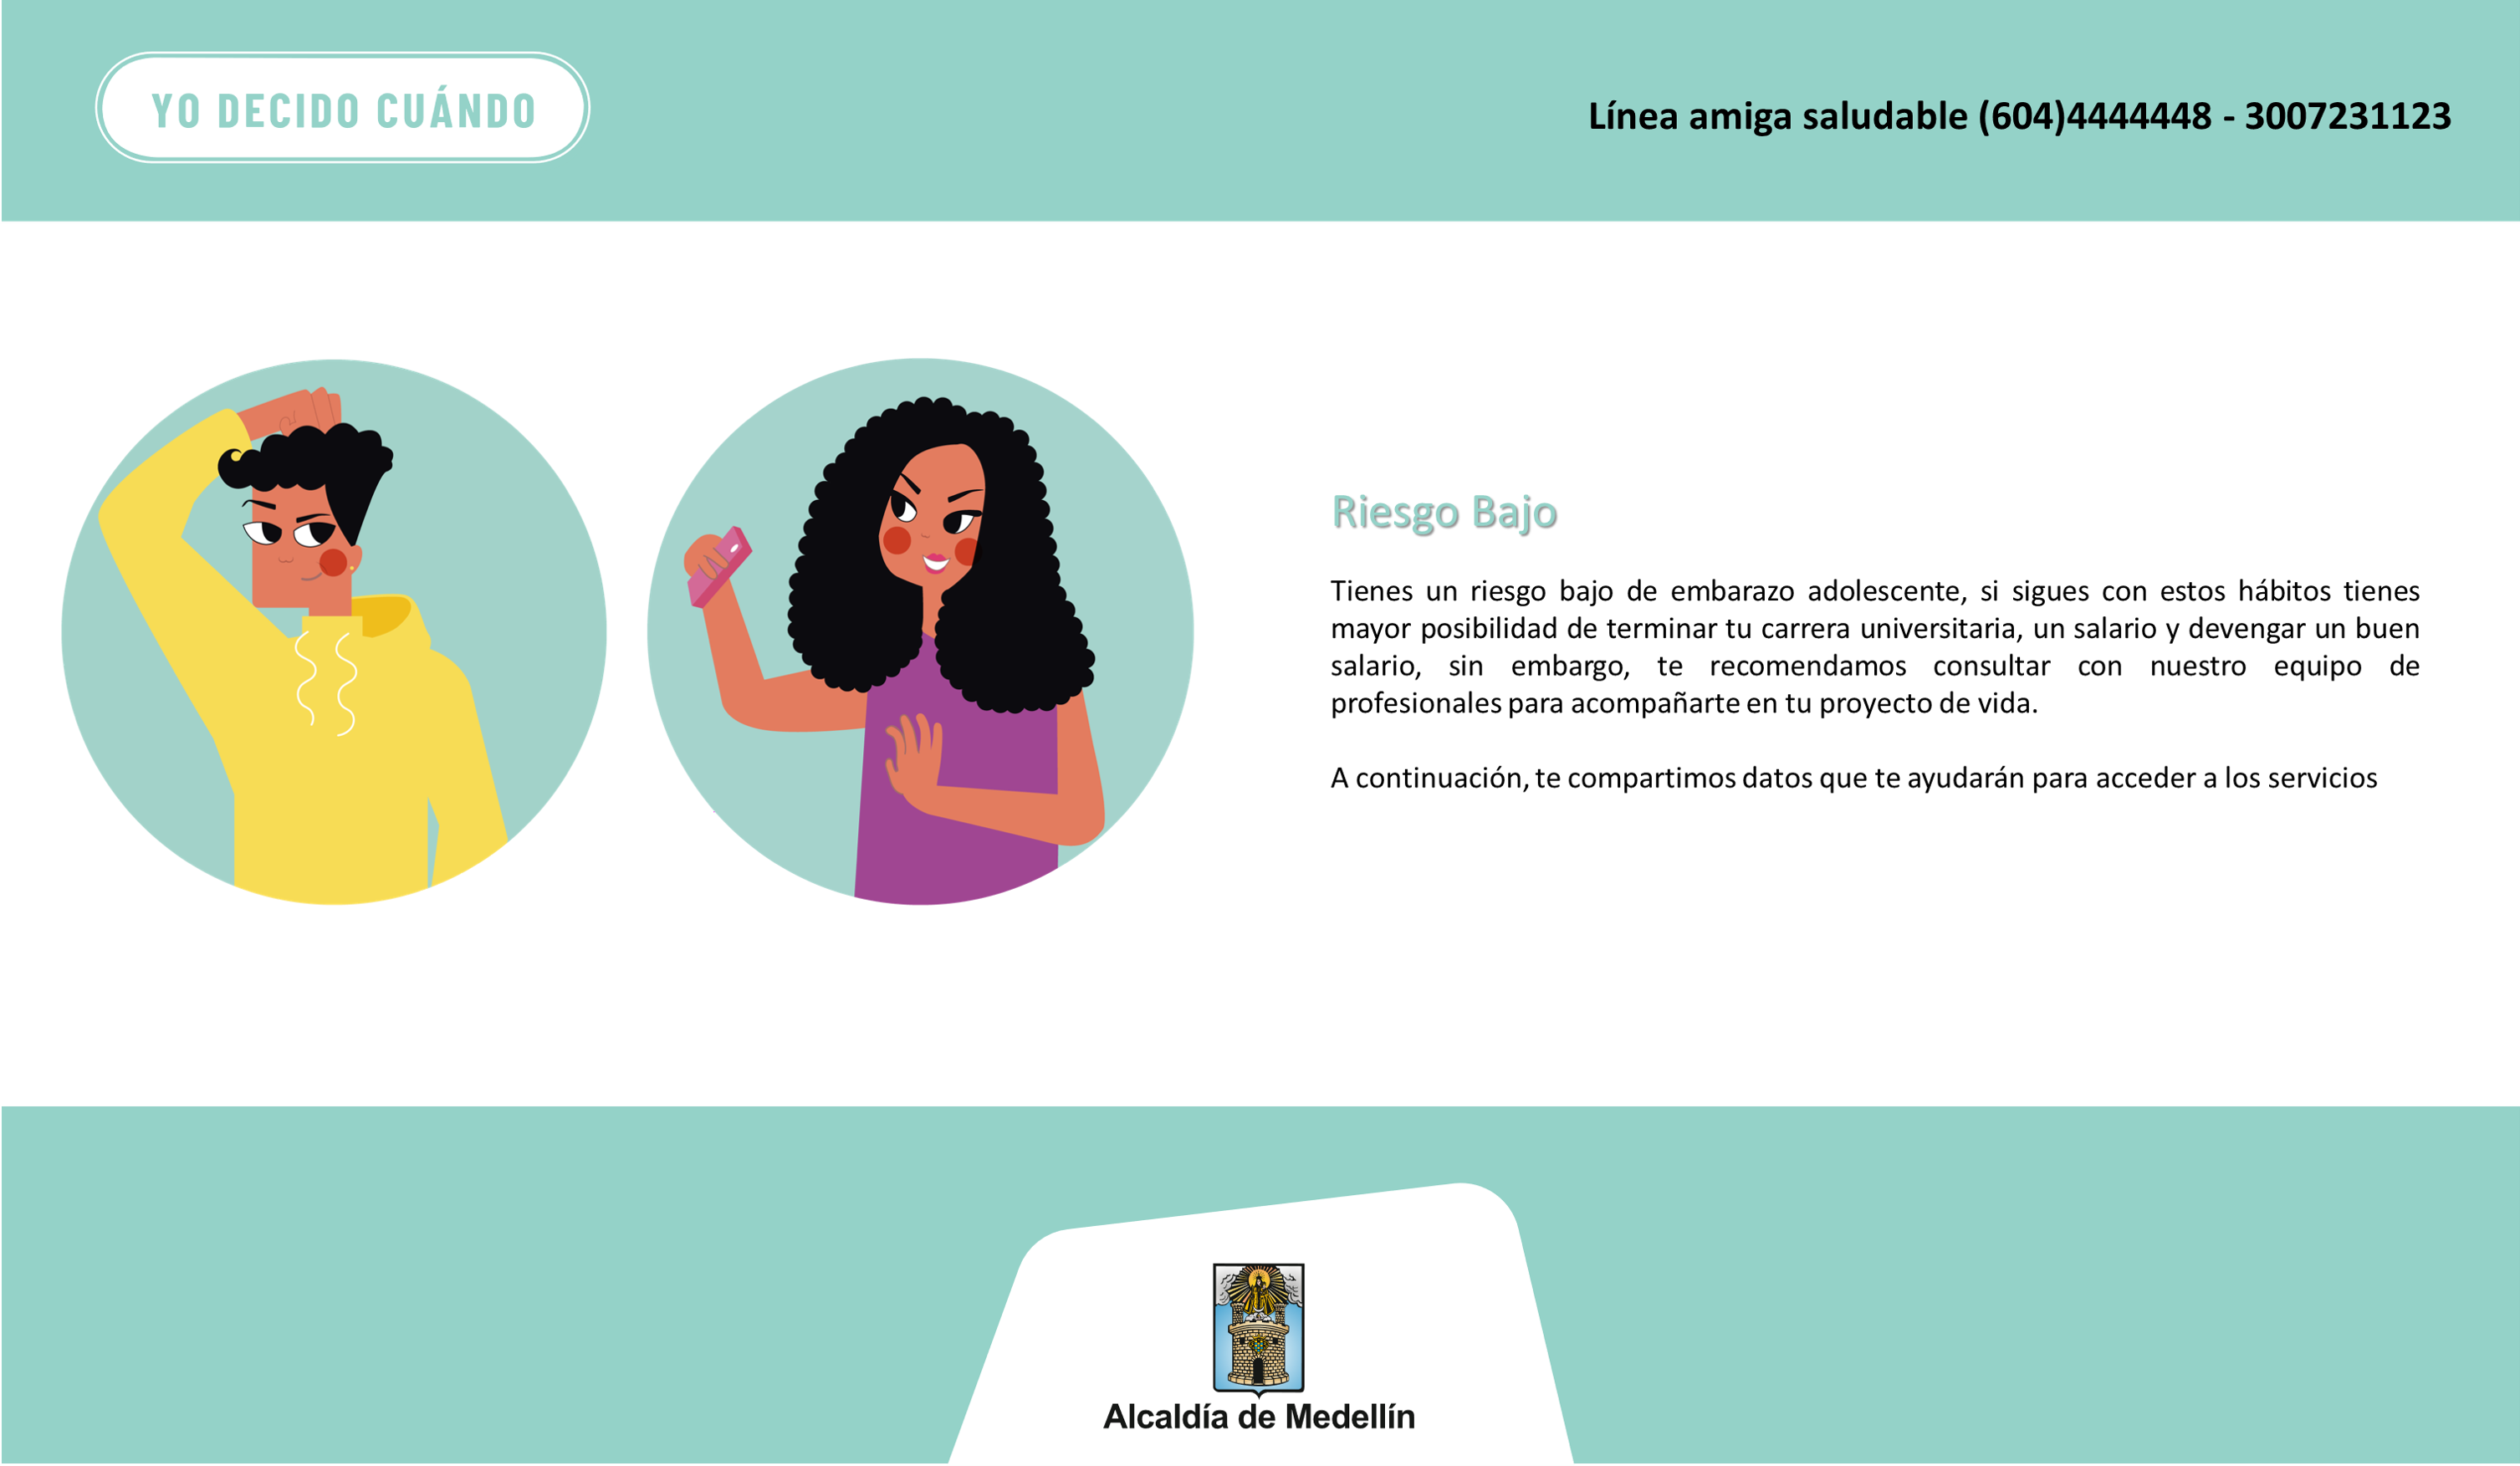 YO DECIDO CUÁNDO
Línea amiga saludable (604)4444448 - 3007231123
Riesgo Bajo
Tienes un riesgo bajo de embarazo adolescente, si sigues con estos hábitos tienes
mayor posibilidad de terminar tu carrera universitaria, un salario y devengar un buen
salario, sin embargo, te recomendamos consultar con nuestro equipo de
profesionales para acompañarte en tu proyecto de vida.
A continuación, te compartimos datos que te ayudarán para acceder a los servicios
Alcaldía de Medellín